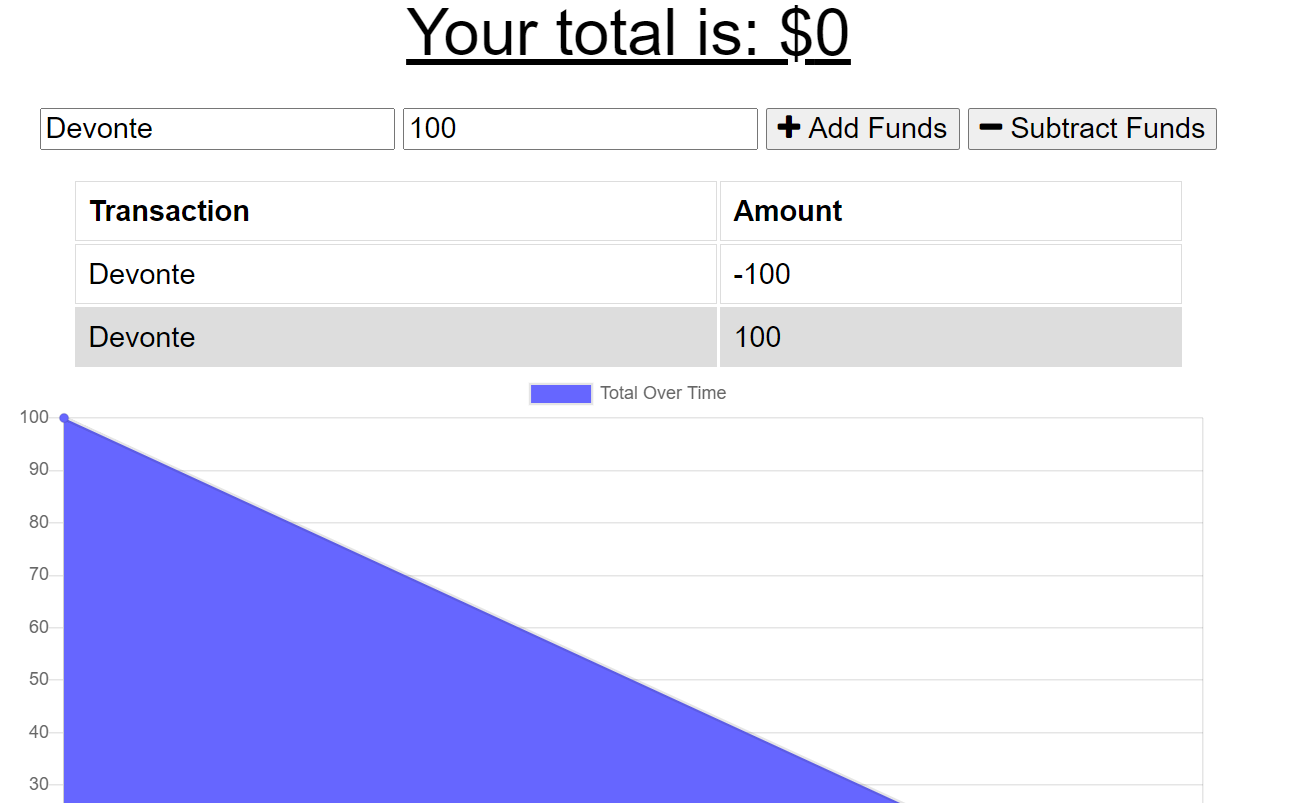 Your total is: $0
Devonte 100 Add Funds Subtract Funds
Transaction Amount
Devonte -100
Devonte 100
Total Over Time
100
90
80
70
60
50
40
30